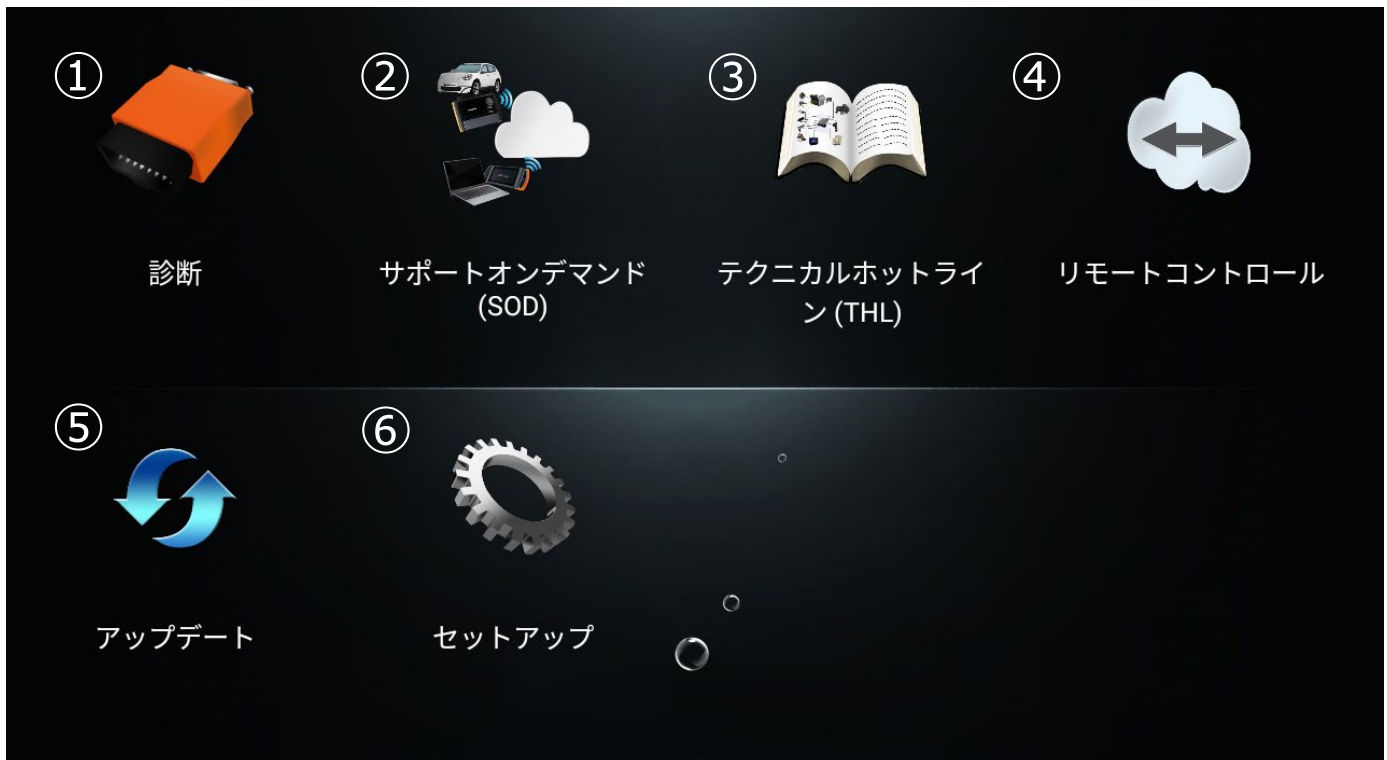 ①
②
③
④
診断
サポートオンデマンド
(SOD)
テクニカルホットライ
ン (THL)
リモートコントロール
⑤
⑥
アップデート
セットアップ